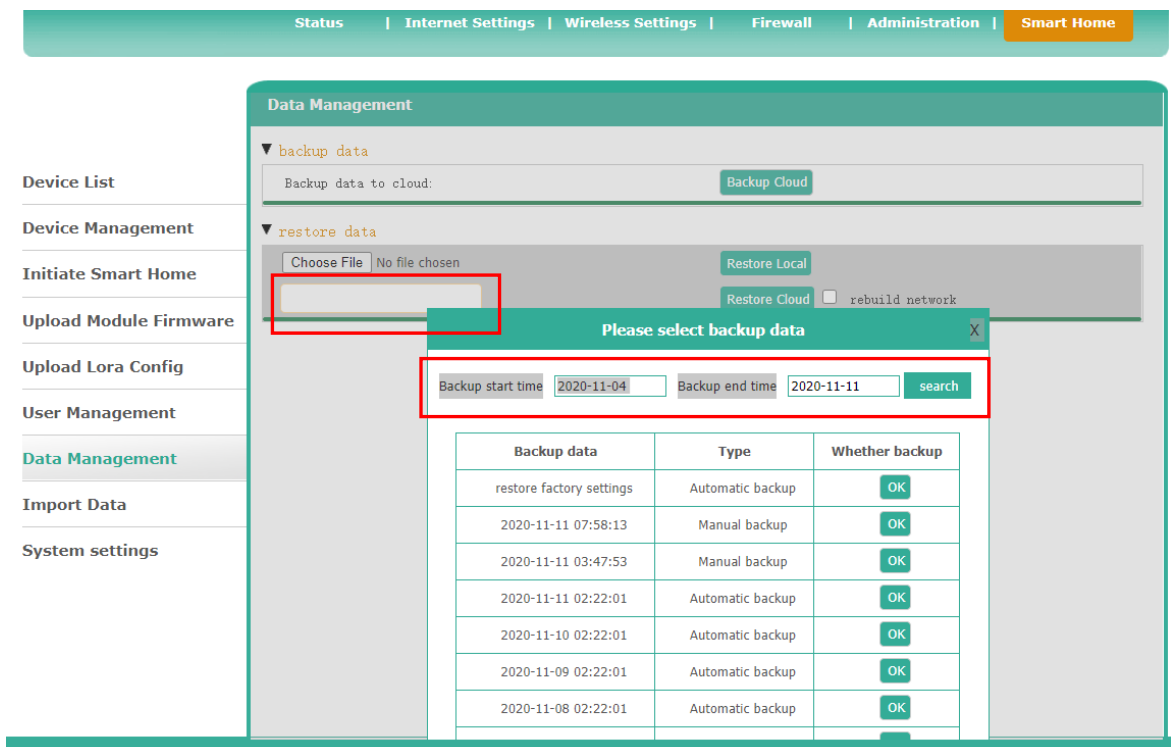 Status | Internet Settings | Wireless Settings | Firewall | Administration | Smart Home
Data Management
▼ backup data
Backup data to cloud: Backup Cloud
▼ restore data
Choose File No file chosen Restore Local
Restore Cloud rebuild network
Device List
Device Management
Initiate Smart Home
Upload Module Firmware
Upload Lora Config
User Management
Data Management
Import Data
System settings
Please select backup data X
Backup start time 2020-11-04 Backup end time 2020-11-11 search
Backup data Type Whether backup
restore factory settings Automatic backup OK
2020-11-11 07:58:13 Manual backup OK
2020-11-11 03:47:53 Manual backup OK
2020-11-11 02:22:01 Automatic backup OK
2020-11-10 02:22:01 Automatic backup OK
2020-11-09 02:22:01 Automatic backup OK
2020-11-08 02:22:01 Automatic backup OK